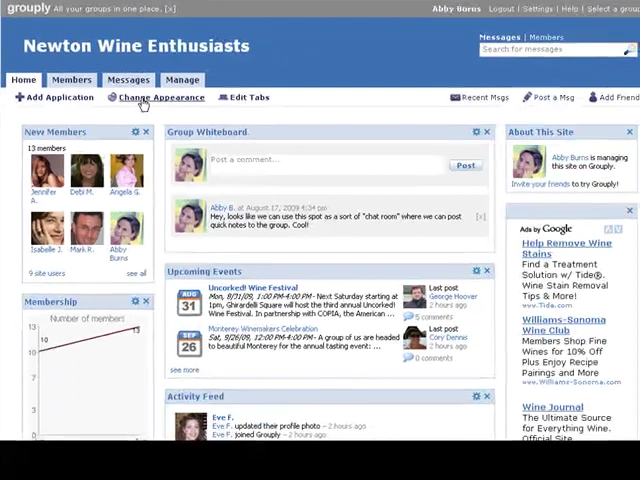 grouply All your groups in one place. [x]
Abby Burns Logout | Settings | Help | Select a grou
Newton Wine Enthusiasts
Messages | Members
Search for messages
Home Members Messages Manage
Add Application Change Appearance Edit Tabs
Recent Msgs Post a Msg Add Friend
New Members
13 members
Jennifer A. Debi M. Angela G.
Isabelle J. Mark R. Abby Burns
9 site users see all
Membership
Number of members
13
10
13
10
3
0
Group Whiteboard
Post a comment...
Post
Abby B. at August 17, 2009 4:34 pm
Hey, looks like we can use this spot as a sort of "chat room" where we can post
quick notes to the group. Cool!
[x]
Upcoming Events
AUG
31
Uncorked! Wine Festival
Mon, 8/31/09, 1:00 PM-4:00 PM - Next Saturday starting at
1pm, Ghirardelli Square will host the third annual Uncorked!
Wine Festival. In partnership with COPIA, the American ...
Last post
George Hoover
2 hours ago
5 comments
SEP
26
Monterey Winemakers Celebration
Sat, 9/26/09, 12:00 PM-4:00 PM - A group of us are headed
to beautiful Monterey for the annual tasting event; ...
Last post
Cory Dennis
2 hours ago
0 comments
see more
Activity Feed
Eve F.
Eve F. updated their profile photo - 2 hours ago
Eve F. joined Grouply - 2 hours ago
About This Site
Abby Burns is managing
this site on Grouply.
Invite your friends to try Grouply!
Ads by Google
Help Remove Wine
Stains
Find a Treatment
Solution w/ Tide®.
Wine Stain Removal
Tips & More!
www.Tide.com
Williams-Sonoma
Wine Club
Members Shop Fine
Wines for 10% Off
Plus Enjoy Recipe
Pairings and More
www.Williams-Sonoma.com
Wine Journal
The Ultimate Source
for Everything Wine.
Official Site.